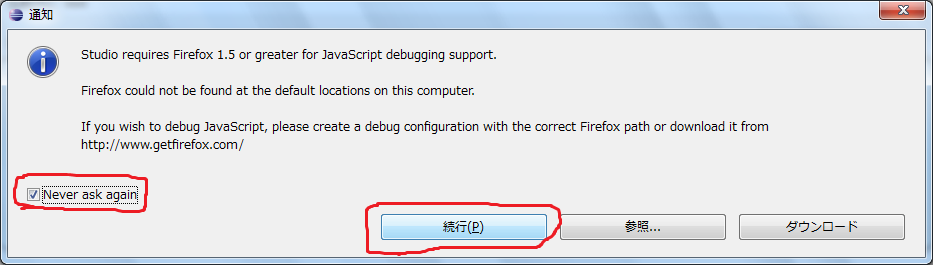 通知
Studio requires Firefox 1.5 or greater for JavaScript debugging support.
Firefox could not be found at the default locations on this computer.
If you wish to debug JavaScript, please create a debug configuration with the correct Firefox path or download it from
http://www.getfirefox.com/
Never ask again
続行(P) 参照... ダウンロード